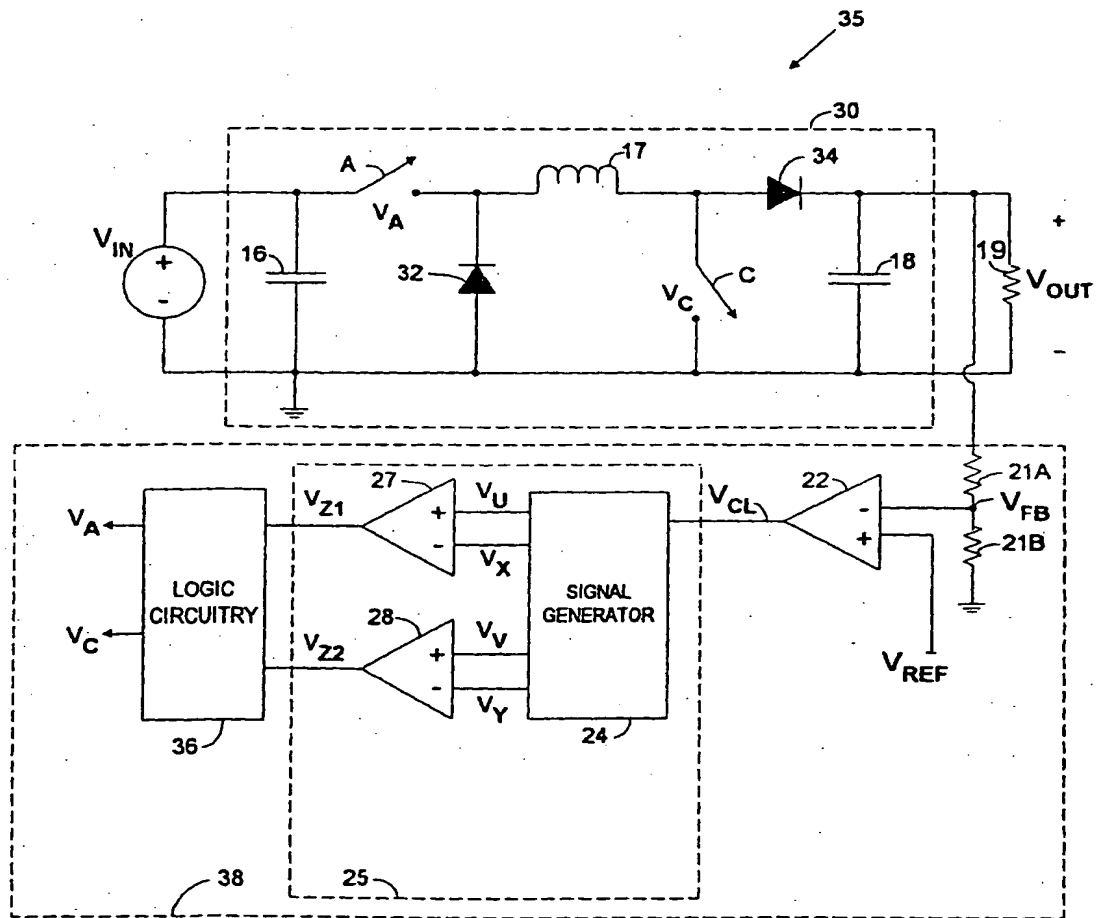 35
30
A
17
34
V_IN
+
-
16
V_A
32
V_C
C
18
19
+
V_OUT
-
21A
22
-
+
V_FB
21B
V_CL
V_REF
27
V_U
+
-
V_X
V_Z1
V_A
LOGIC
CIRCUITRY
SIGNAL
GENERATOR
28
V_V
+
-
V_Y
V_Z2
V_C
36
24
38
25